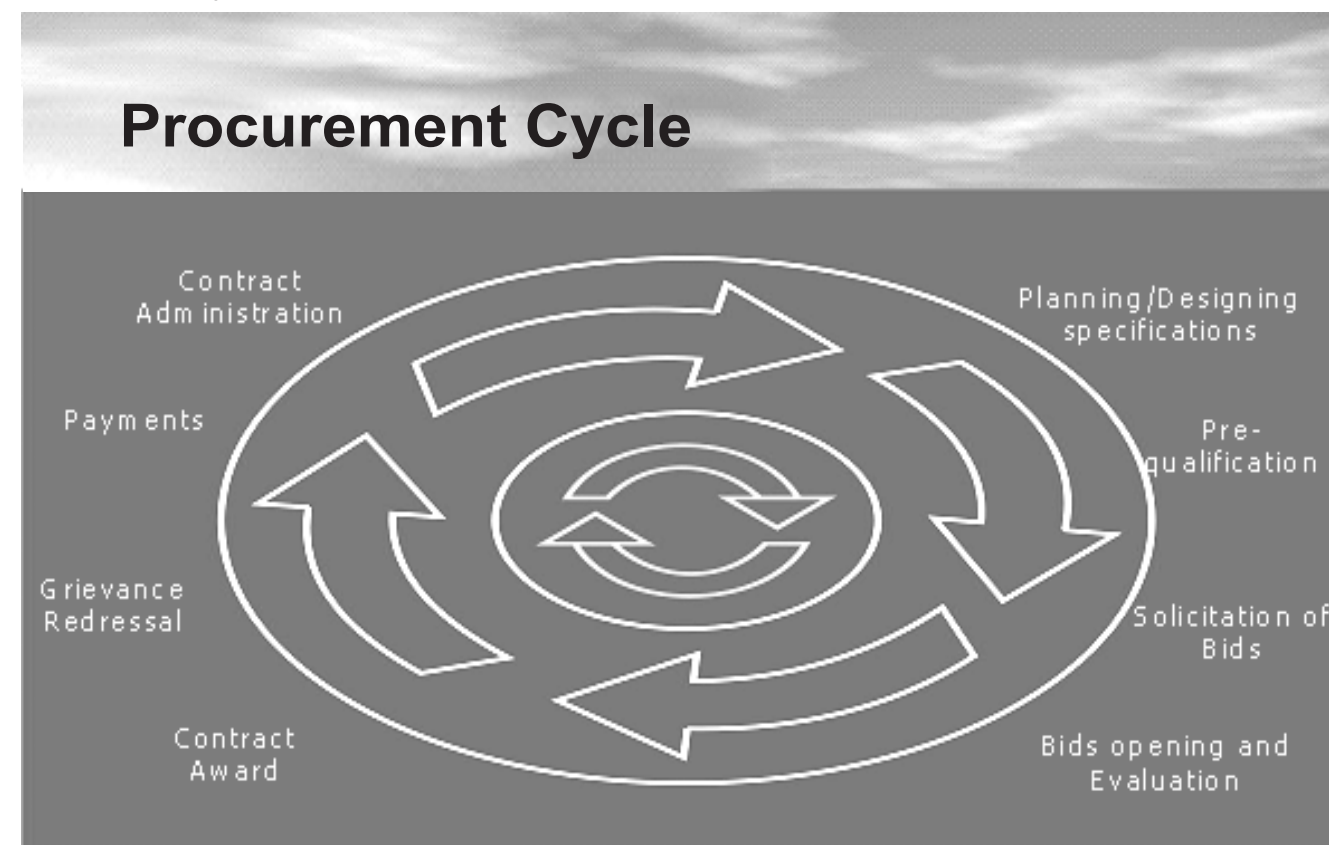 Procurement Cycle
Contract
Administration
Planning/Designing
specifications
Payments
Pre-
qualification
Grievance
Redressal
Solicitation of
Bids
Contract
Award
Bids opening and
Evaluation